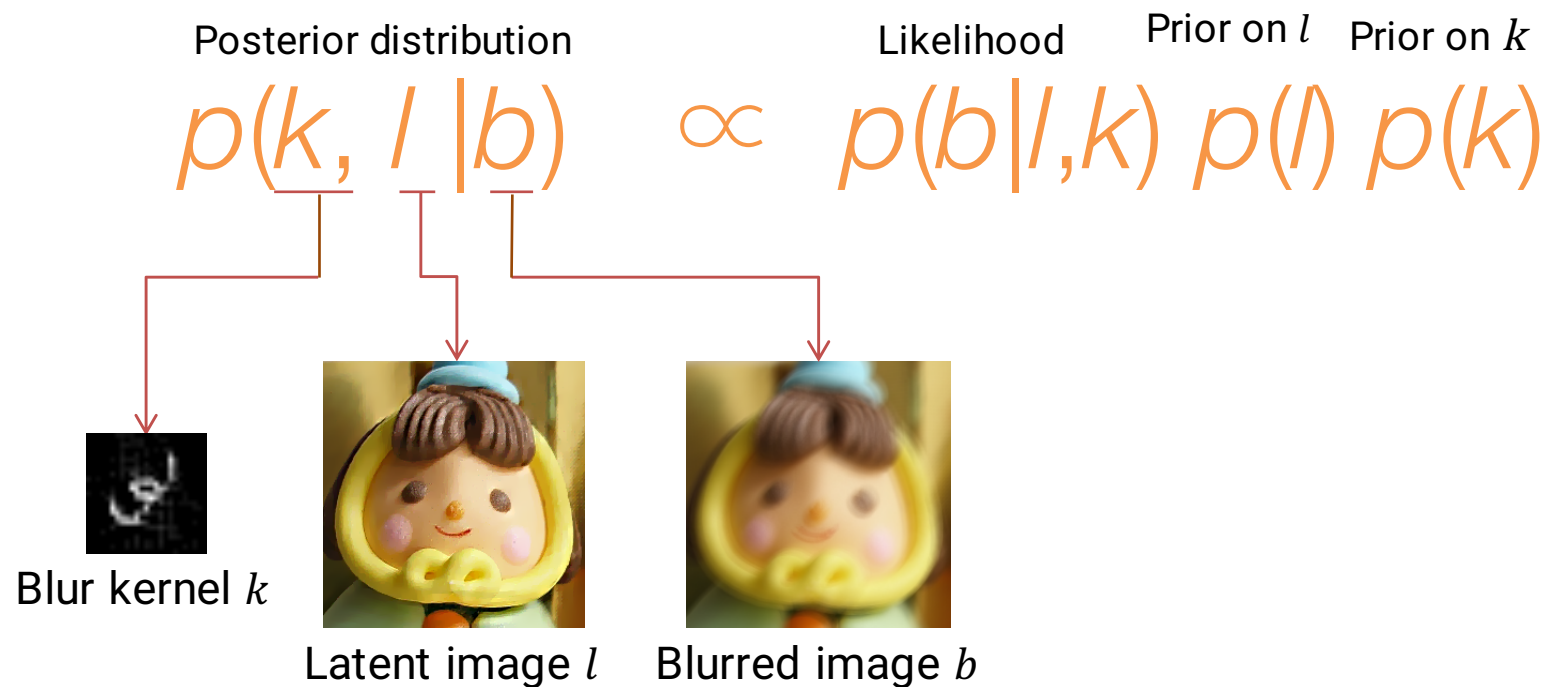 Posterior distribution
Likelihood
Prior on l
Prior on k
p(k, l |b) ∝ p(b|l,k) p(l) p(k)
Blur kernel k
Latent image l
Blurred image b